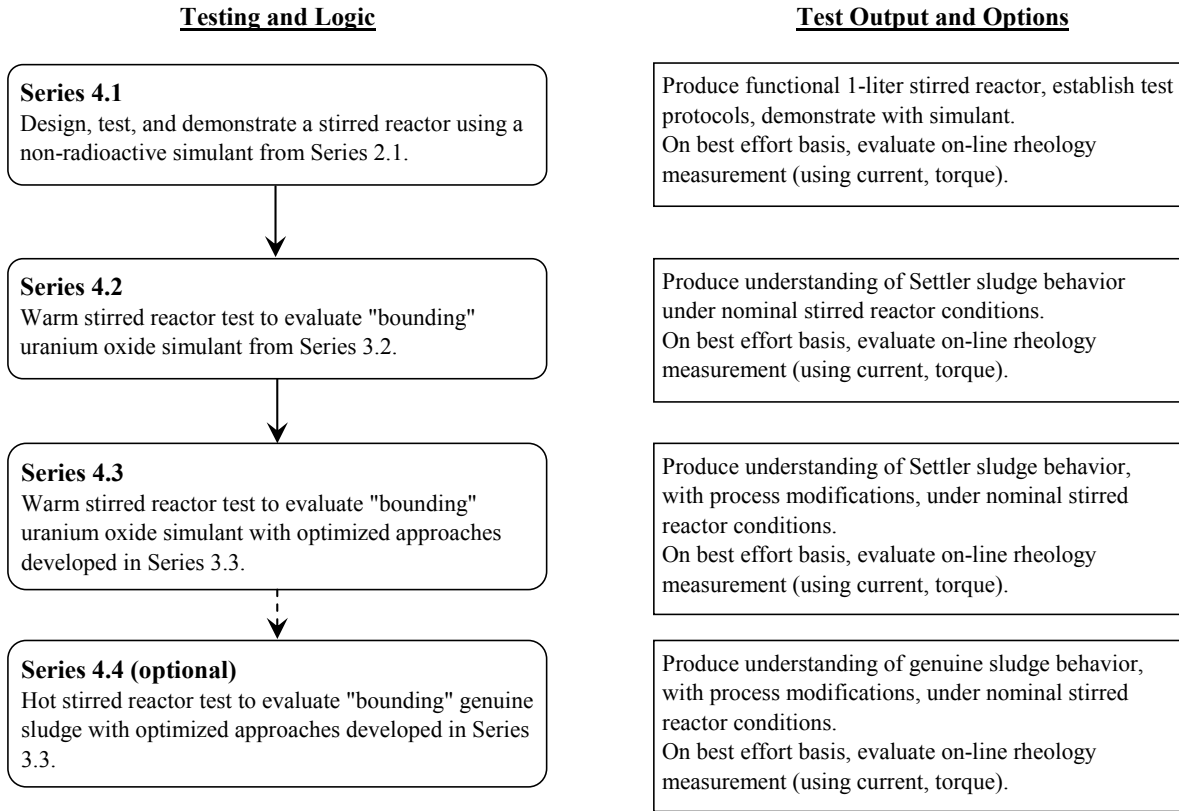 Testing and Logic
Test Output and Options
Series 4.1
Design, test, and demonstrate a stirred reactor using a
non-radioactive simulant from Series 2.1.
Produce functional 1-liter stirred reactor, establish test
protocols, demonstrate with simulant.
On best effort basis, evaluate on-line rheology
measurement (using current, torque).
Series 4.2
Warm stirred reactor test to evaluate "bounding"
uranium oxide simulant from Series 3.2.
Produce understanding of Settler sludge behavior
under nominal stirred reactor conditions.
On best effort basis, evaluate on-line rheology
measurement (using current, torque).
Series 4.3
Warm stirred reactor test to evaluate "bounding"
uranium oxide simulant with optimized approaches
developed in Series 3.3.
Produce understanding of Settler sludge behavior,
with process modifications, under nominal stirred
reactor conditions.
On best effort basis, evaluate on-line rheology
measurement (using current, torque).
Series 4.4 (optional)
Hot stirred reactor test to evaluate "bounding" genuine
sludge with optimized approaches developed in Series
3.3.
Produce understanding of genuine sludge behavior,
with process modifications, under nominal stirred
reactor conditions.
On best effort basis, evaluate on-line rheology
measurement (using current, torque).